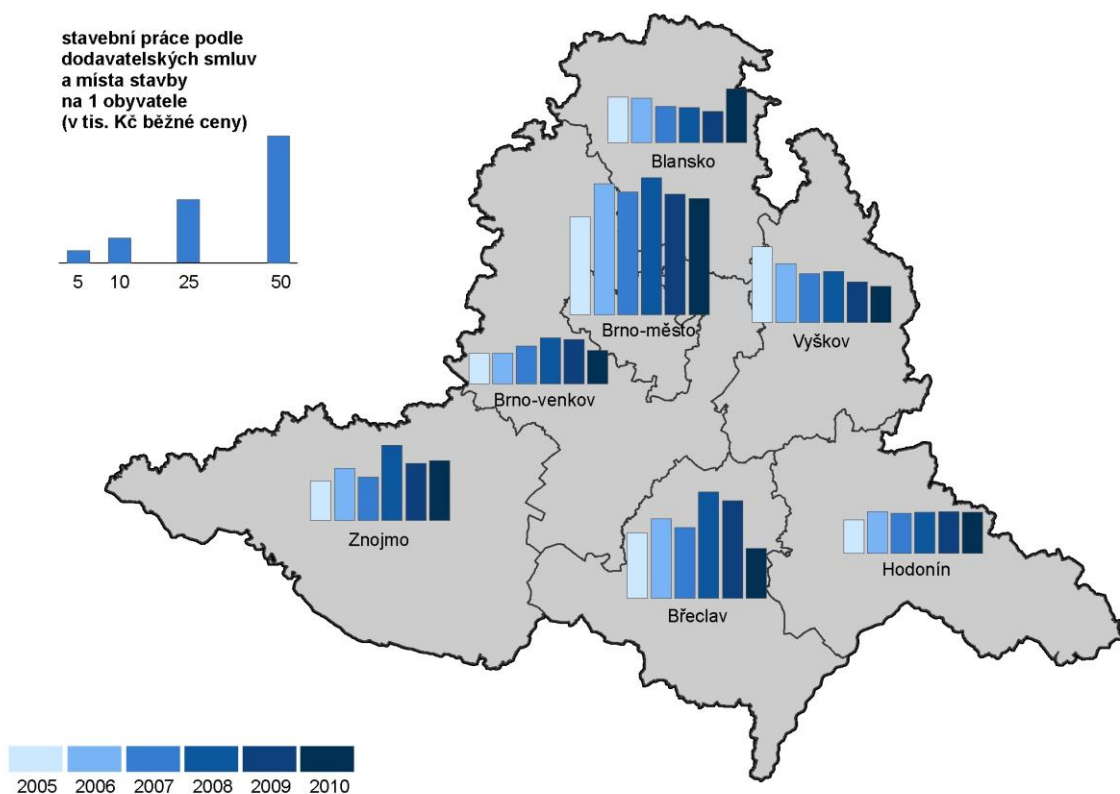 stavební práce podle
dodavatelských smluv
a místa stavby
na 1 obyvatele
(v tis. Kč běžné ceny)
5 10 25 50
Blansko
Brno-město
Vyškov
Brno-venkov
Znojmo
Hodonín
Břeclav
2005 2006 2007 2008 2009 2010